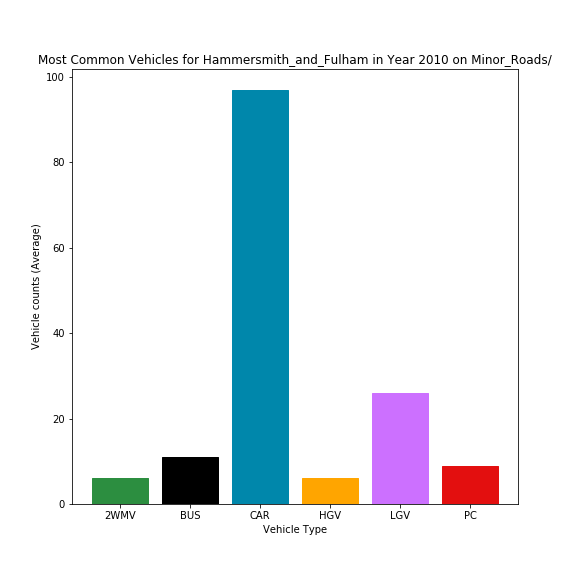 Most Common Vehicles for Hammersmith_and_Fulham in Year 2010 on Minor_Roads/
100
80
60
40
20
0
Vehicle counts (Average)
2WMV BUS CAR HGV LGV PC
Vehicle Type